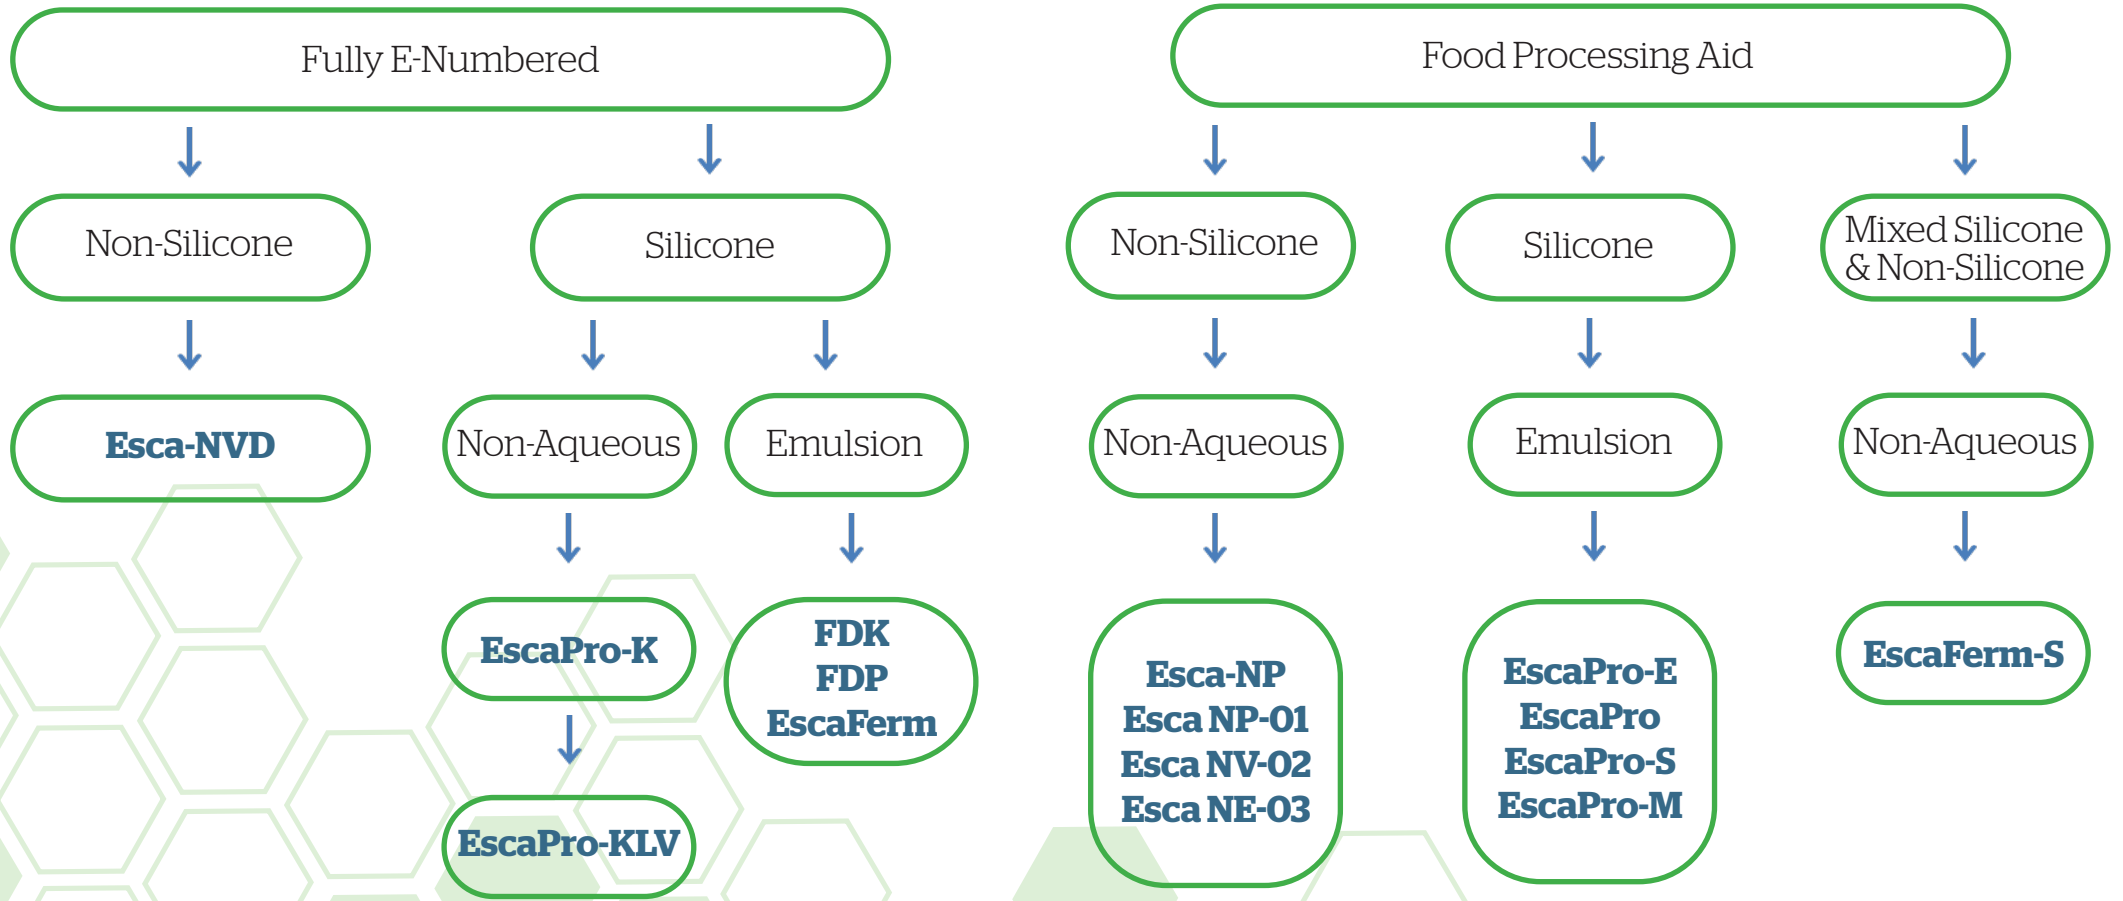 Fully E-Numbered
Food Processing Aid
Non-Silicone
Silicone
Non-Silicone
Silicone
Mixed Silicone
& Non-Silicone
Esca-NVD
Non-Aqueous
Emulsion
Non-Aqueous
Emulsion
Non-Aqueous
EscaPro-K
FDK
FDP
EscaFerm
EscaPro-KLV
Esca-NP
Esca NP-01
Esca NV-02
Esca NE-03
EscaPro-E
EscaPro
EscaPro-S
EscaPro-M
EscaFerm-S